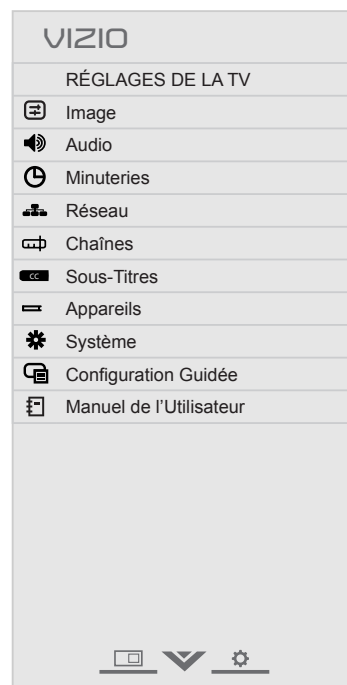 VIZIO
RÉGLAGES DE LA TV
Image
Audio
Minuteries
Réseau
Chaînes
CC Sous-Titres
Appareils
Système
Configuration Guidée
Manuel de l’Utilisateur